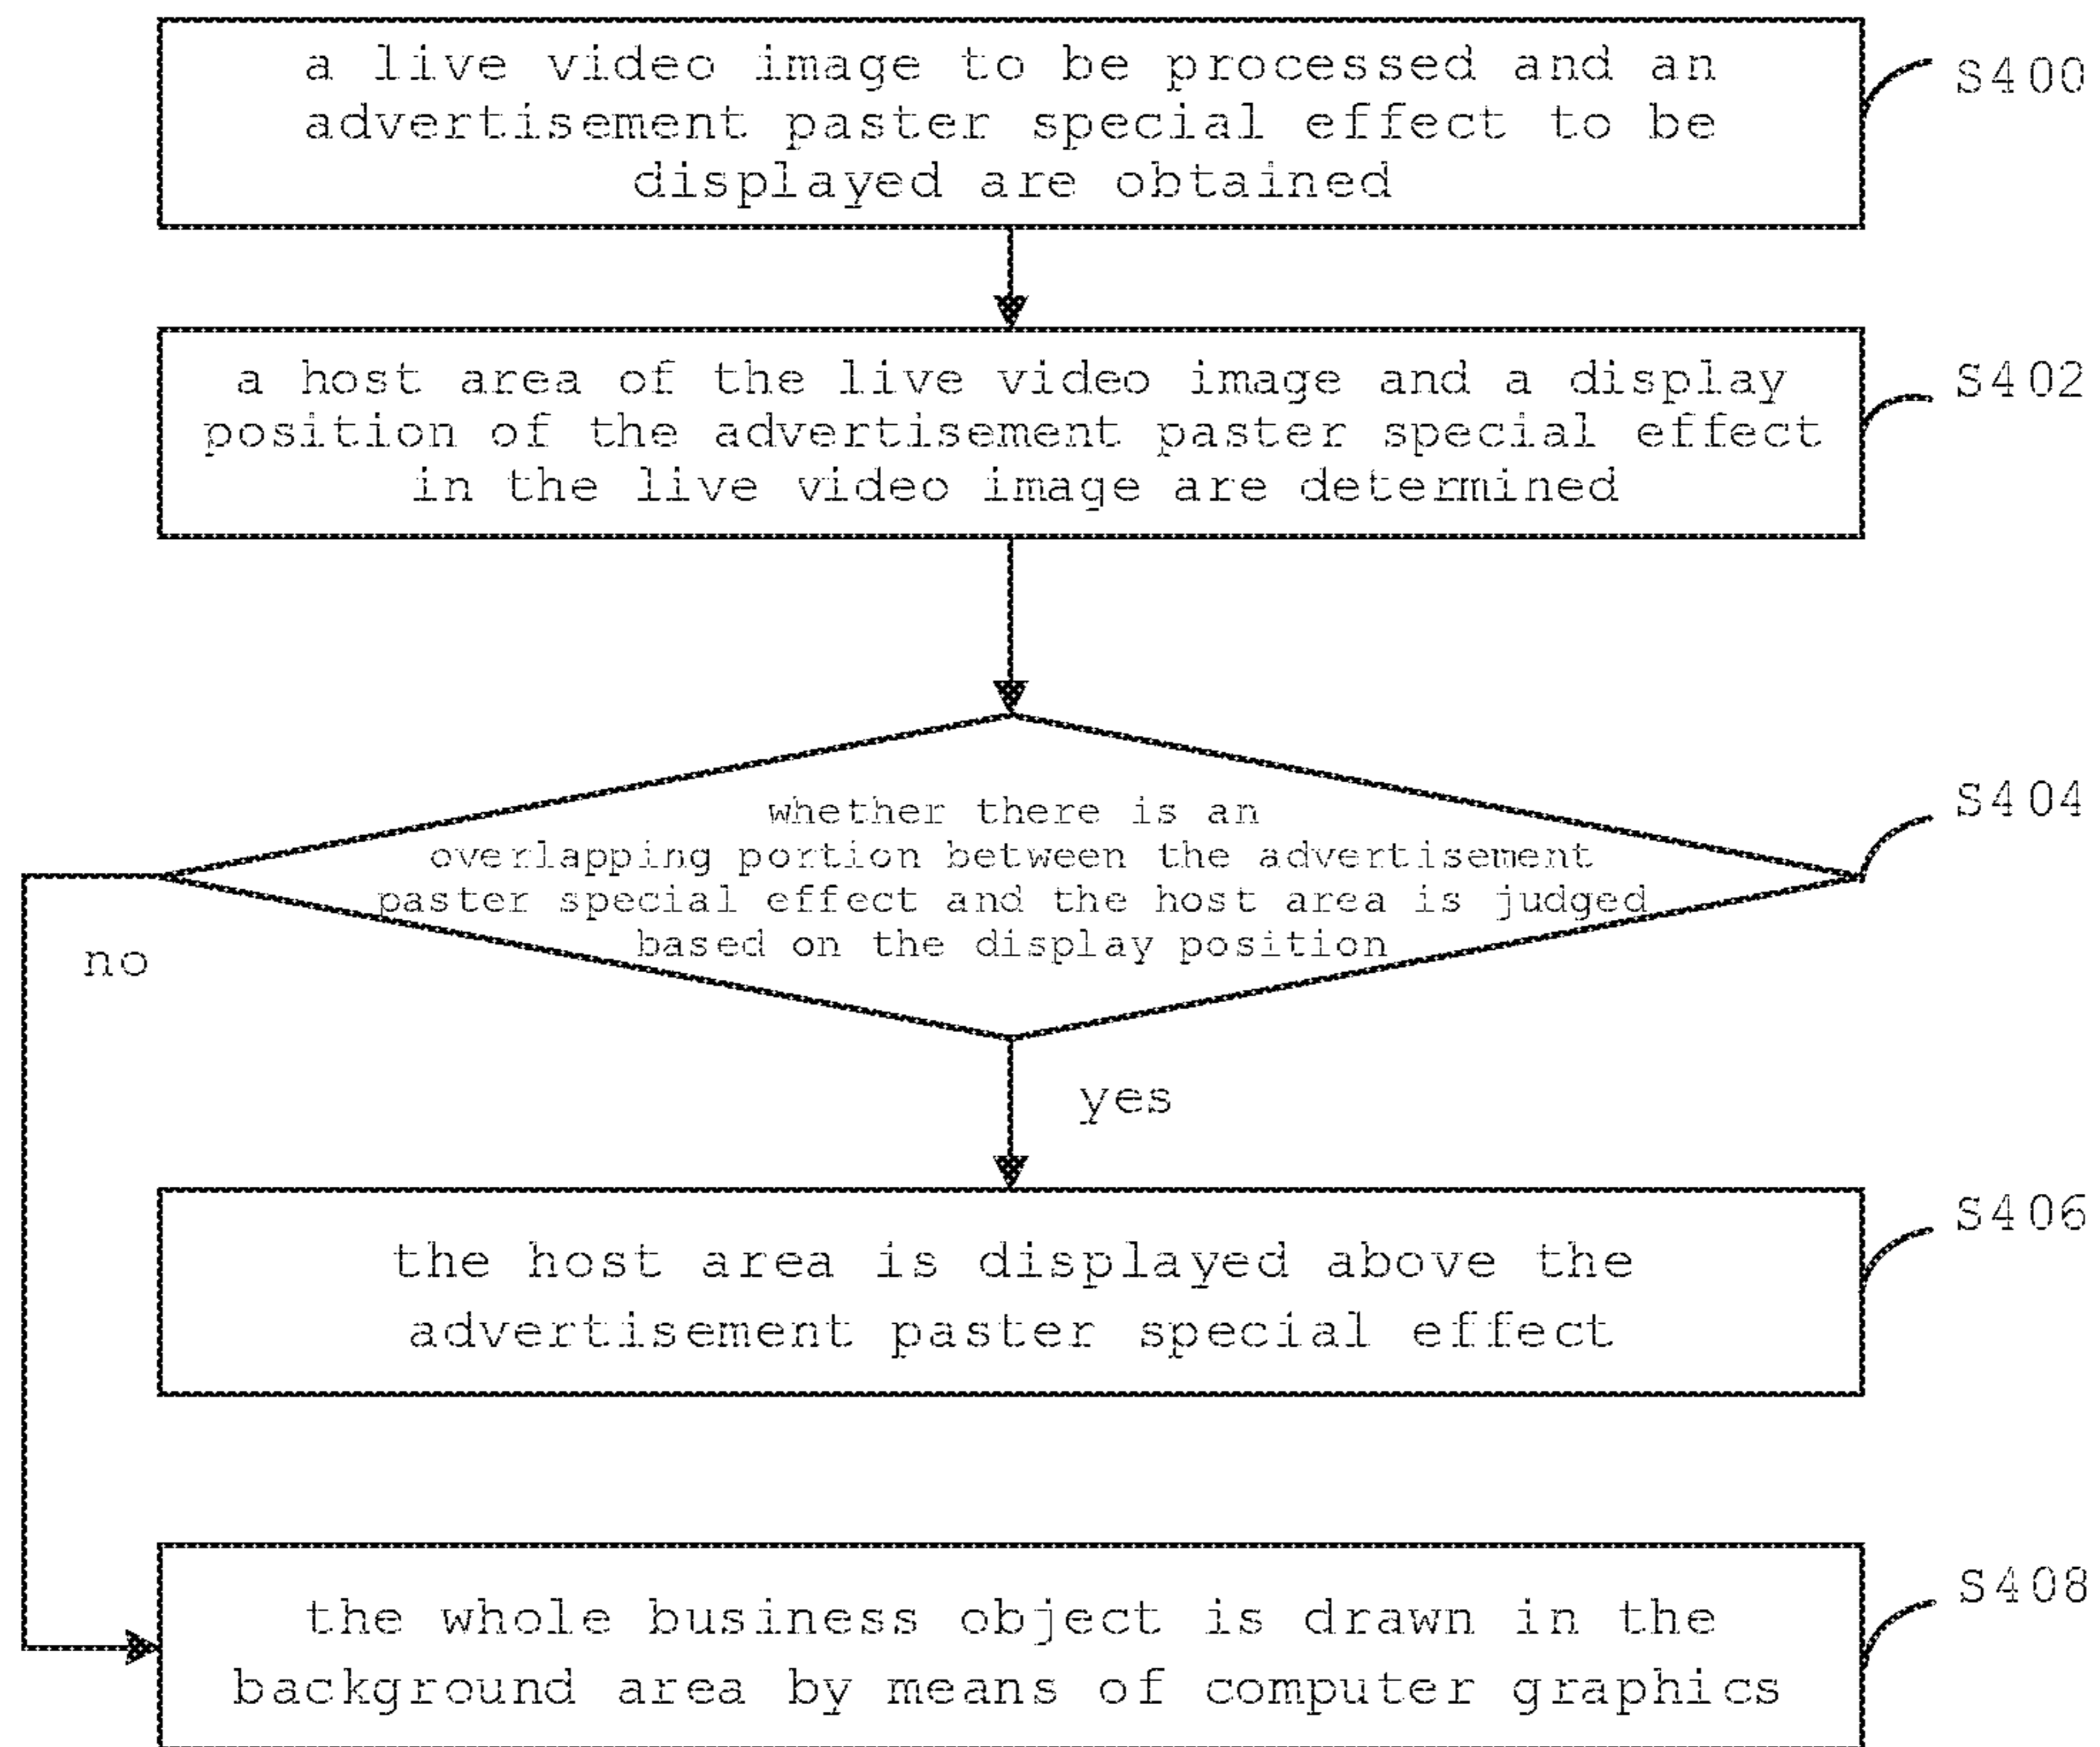 a live video image to be processed and an
advertisement paster special effect to be
displayed are obtained
S400
a host area of the live video image and a display
position of the advertisement paster special effect
in the live video image are determined
S402
whether there is an
overlapping portion between the advertisement
paster special effect and the host area is judged
based on the display position
S404
no
yes
the host area is displayed above the
advertisement paster special effect
S406
the whole business object is drawn in the
background area by means of computer graphics
S408